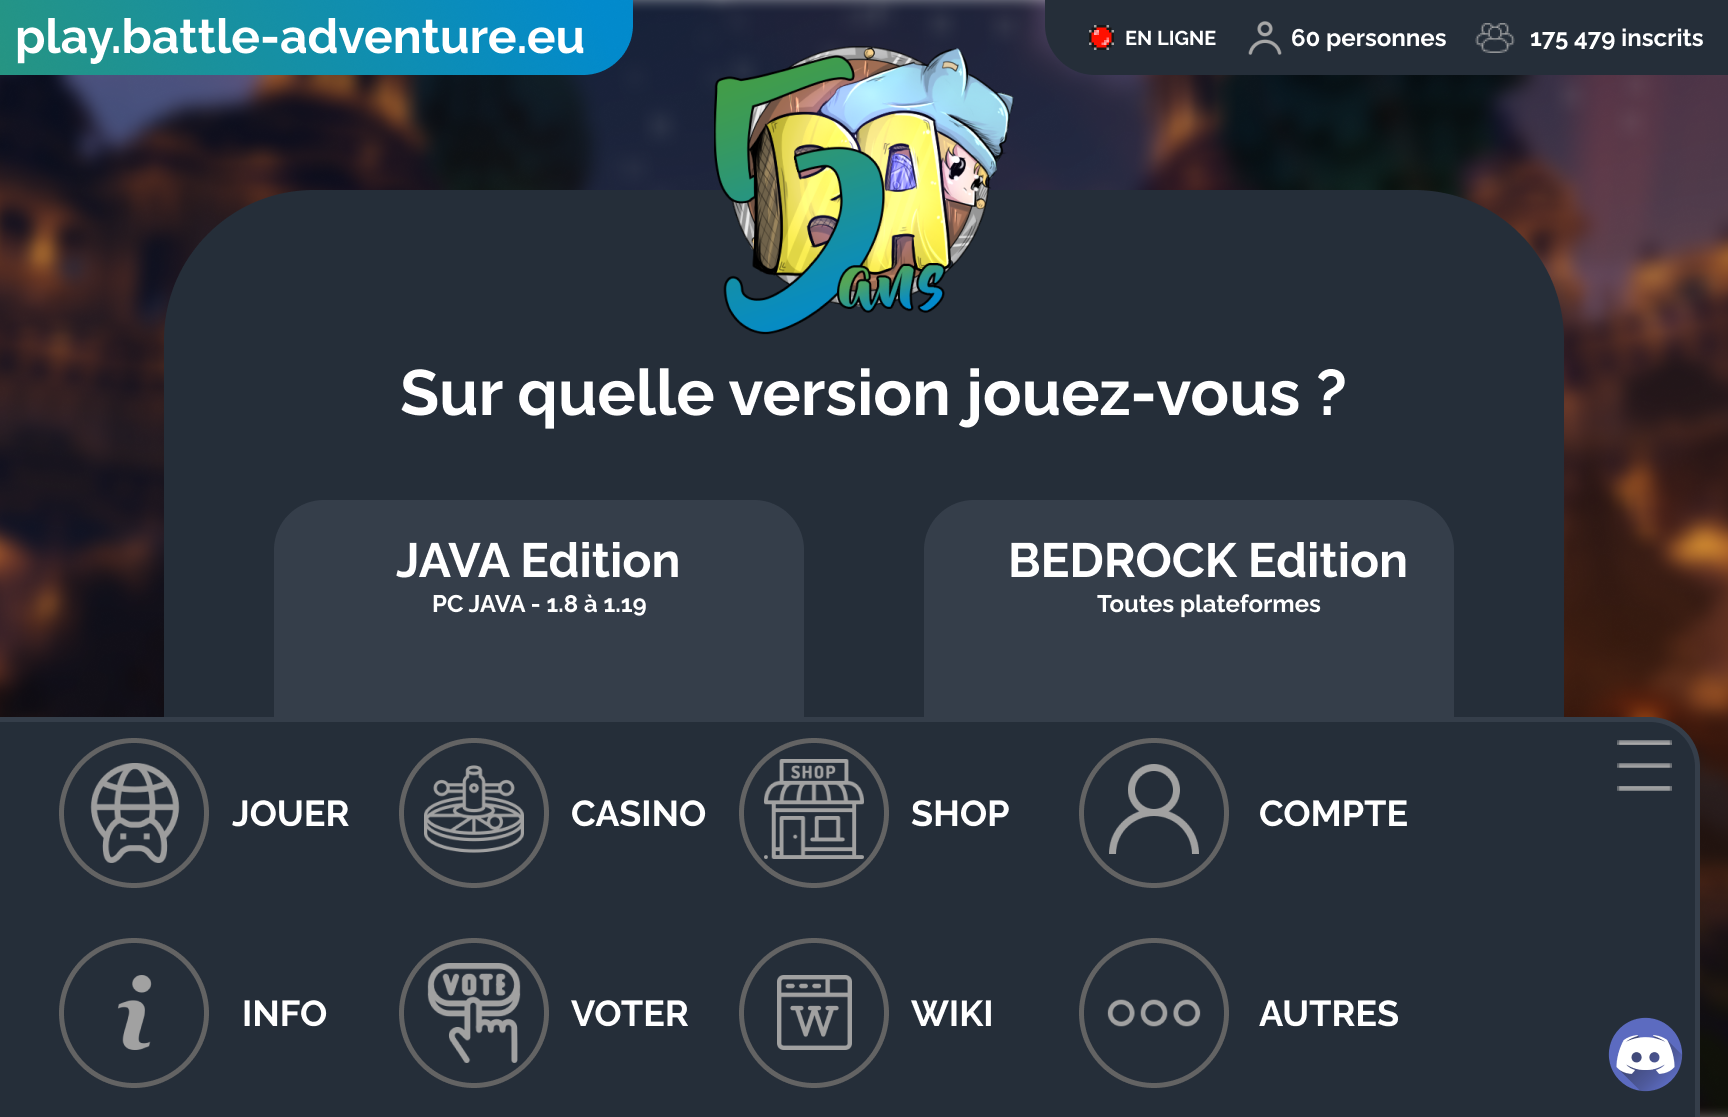 play.battle-adventure.eu
EN LIGNE
60 personnes
175 479 inscrits
5
BA
ans
Sur quelle version jouez-vous ?
JAVA Edition
PC JAVA - 1.8 à 1.19
BEDROCK Edition
Toutes plateformes
JOUER
CASINO
SHOP
SHOP
COMPTE
INFO
VOTE
VOTER
W
WIKI
AUTRES